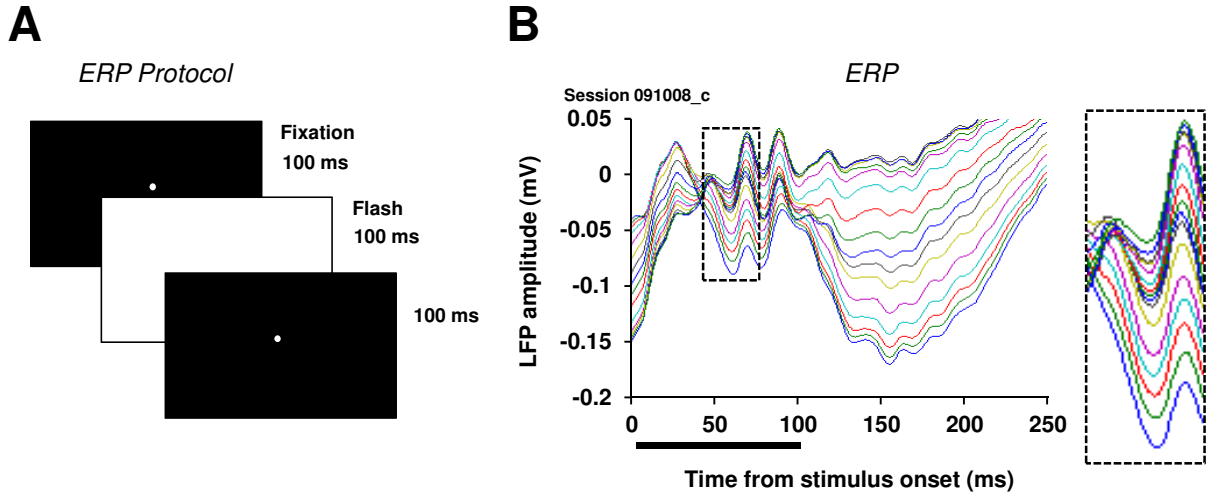 A
ERP Protocol
Fixation
100 ms
Flash
100 ms
100 ms
B
ERP
Session 091008_c
0.05
0
-0.05
-0.1
-0.15
-0.2
LFP amplitude (mV)
0 50 100 150 200 250
Time from stimulus onset (ms)